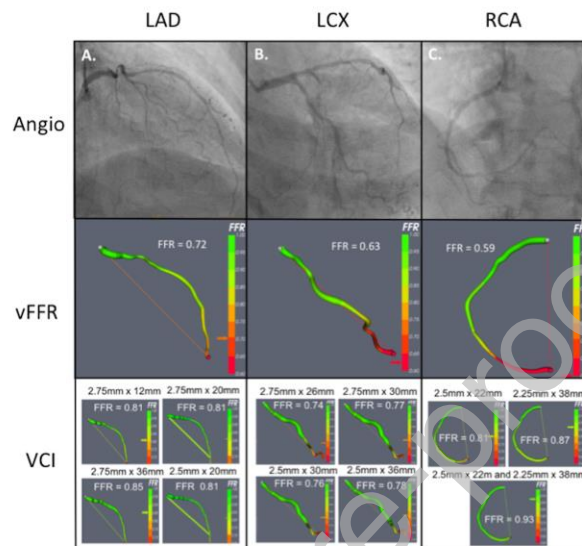 LAD LCX RCA
Angio
A. B. C.
vFFR
FFR = 0.72
FFR
FFR = 0.63
FFR
FFR = 0.59
FFR
VCI
2.75mm x 12mm 2.75mm x 20mm
FFR = 0.81 FFR = 0.81
2.75mm x 36mm 2.5mm x 20mm
FFR = 0.85 FFR 0.81
2.75mm x 26mm 2.75mm x 30mm
FFR = 0.74 FFR = 0.77
2.5mm x 30mm 2.5mm x 36mm
FFR = 0.76 FFR = 0.78
2.5mm x 22mm 2.25mm x 38mm
FFR = 0.81 FFR = 0.87
2.5mm x 22m and 2.25mm x 38mm
FFR = 0.93